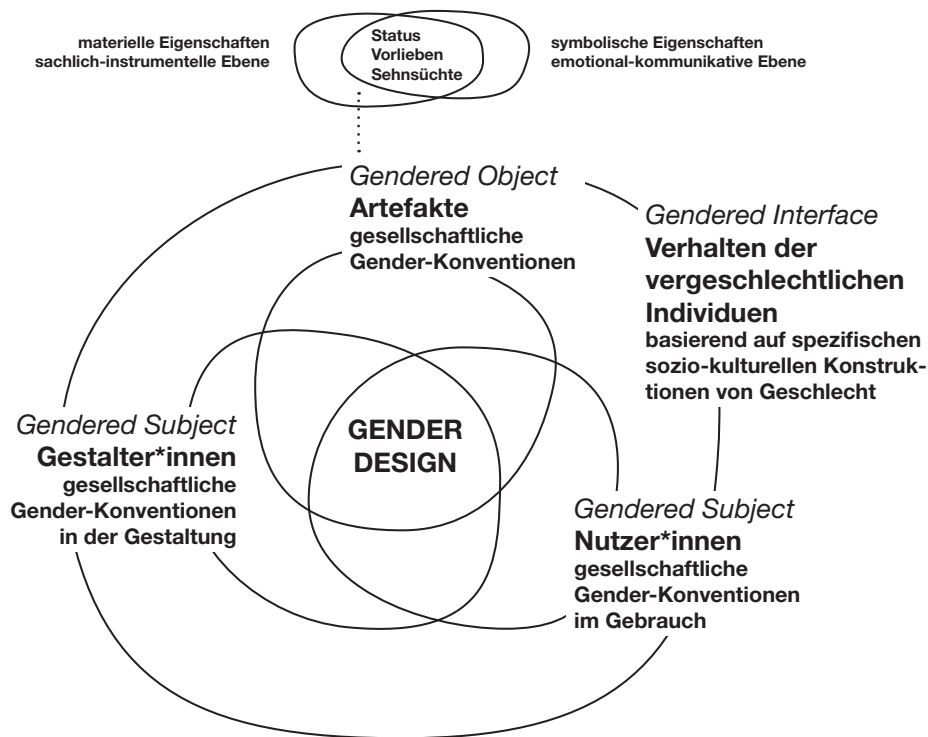 materielle Eigenschaften
sachlich-instrumentelle Ebene
Status
Vorlieben
Sehnsüchte
symbolische Eigenschaften
emotional-kommunikative Ebene
Gendered Object
Artefakte
gesellschaftliche
Gender-Konventionen
Gendered Interface
Verhalten der
vergeschlechtlichen
Individuen
basierend auf spezifischen
sozio-kulturellen Konstruk-
tionen von Geschlecht
Gendered Subject
Gestalter*innen
gesellschaftliche
Gender-Konventionen
in der Gestaltung
GENDER
DESIGN
Gendered Subject
Nutzer*innen
gesellschaftliche
Gender-Konventionen
im Gebrauch